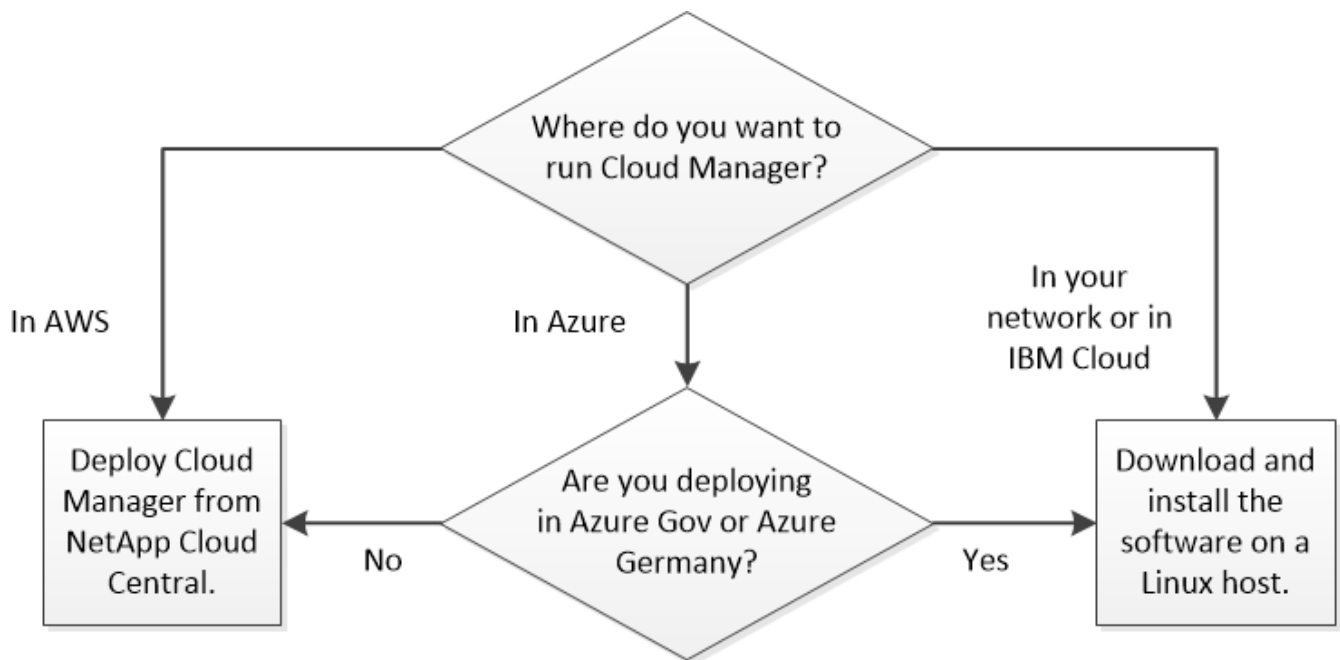 Where do you want to
run Cloud Manager?
In AWS
In Azure
In your
network or in
IBM Cloud
Deploy Cloud
Manager from
NetApp Cloud
Central.
Are you deploying
in Azure Gov or Azure
Germany?
Download and
install the
software on a
Linux host.
No
Yes